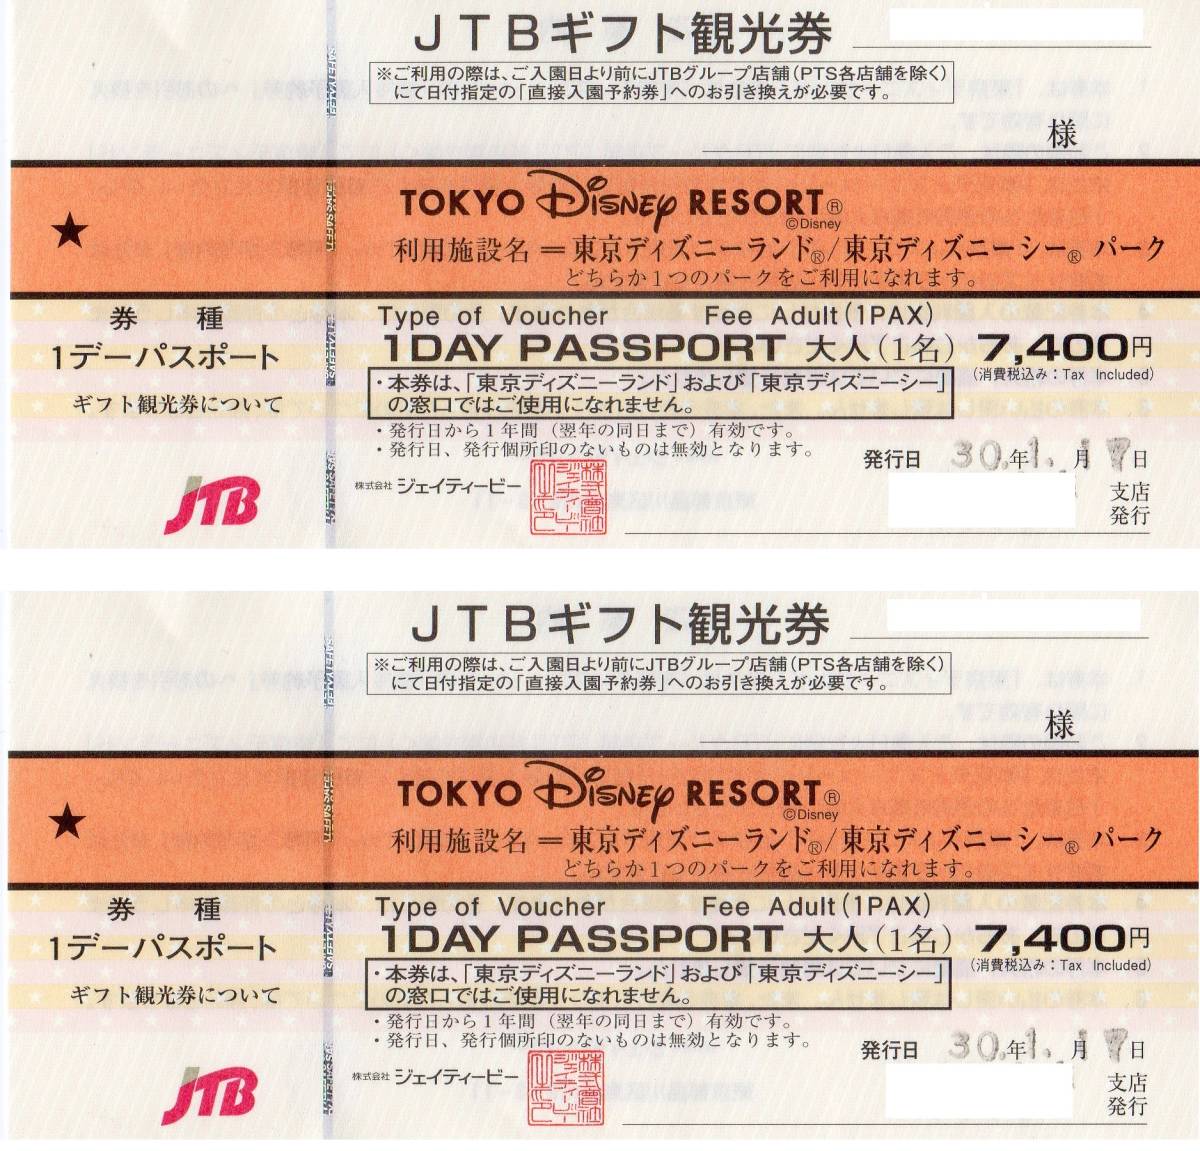 JTBギフト観光券
※ご利用の際は、ご入園日より前にJTBグループ店舗(PTS各店舗を除く)
にて日付指定の「直接入園予約券」へのお引き換えが必要です。
様
TOKYO Disney RESORT®
©Disney
★
利用施設名=東京ディズニーランド®/東京ディズニーシー® パーク
どちらか1つのパークをご利用になれます。
券 種
Type of Voucher Fee Adult(1PAX)
1デーパスポート
1DAY PASSPORT 大人(1名) 7,400円
(消費税込み:Tax Included)
ギフト観光券について
・本券は、「東京ディズニーランド」および「東京ディズニーシー」
の窓口ではご使用になれません。
・発行日から1年間(翌年の同日まで)有効です。
・発行日、発行個所印のないものは無効となります。
発行日 30.年1.月17日
JTB
株式会社 ジェイティービー
支店
発行
JTBギフト観光券
※ご利用の際は、ご入園日より前にJTBグループ店舗(PTS各店舗を除く)
にて日付指定の「直接入園予約券」へのお引き換えが必要です。
様
TOKYO Disney RESORT®
©Disney
★
利用施設名=東京ディズニーランド®/東京ディズニーシー® パーク
どちらか1つのパークをご利用になれます。
券 種
Type of Voucher Fee Adult(1PAX)
1デーパスポート
1DAY PASSPORT 大人(1名) 7,400円
(消費税込み:Tax Included)
ギフト観光券について
・本券は、「東京ディズニーランド」および「東京ディズニーシー」
の窓口ではご使用になれません。
・発行日から1年間(翌年の同日まで)有効です。
・発行日、発行個所印のないものは無効となります。
発行日 30.年1.月17日
JTB
株式会社 ジェイティービー
支店
発行